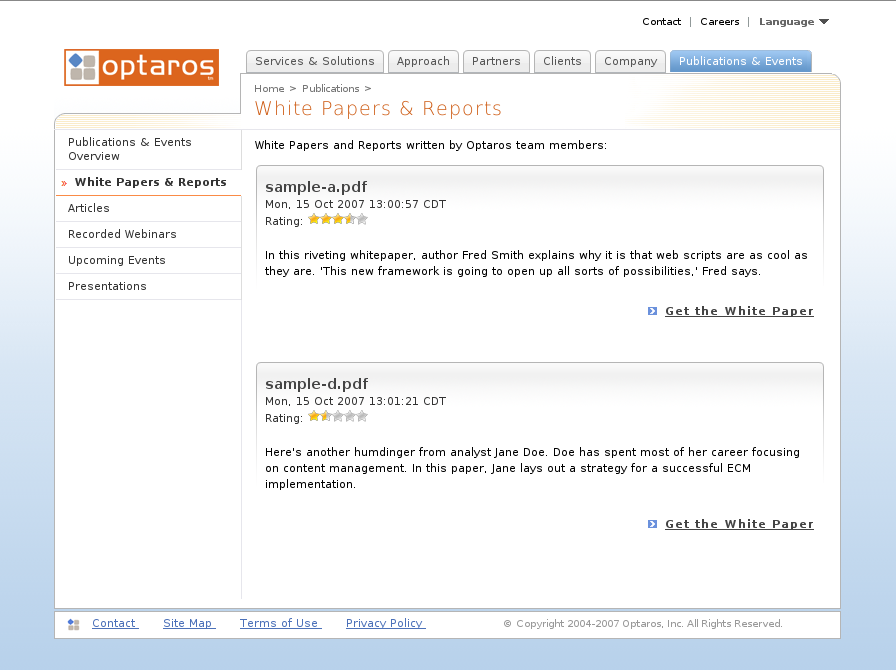 Contact | Careers | Language
optaros
Services & Solutions Approach Partners Clients Company Publications & Events
Home > Publications >
White Papers & Reports
Publications & Events
Overview
» White Papers & Reports
Articles
Recorded Webinars
Upcoming Events
Presentations
White Papers and Reports written by Optaros team members:
sample-a.pdf
Mon, 15 Oct 2007 13:00:57 CDT
Rating:
In this riveting whitepaper, author Fred Smith explains why it is that web scripts are as cool as
they are. 'This new framework is going to open up all sorts of possibilities,' Fred says.
Get the White Paper
sample-d.pdf
Mon, 15 Oct 2007 13:01:21 CDT
Rating:
Here's another humdinger from analyst Jane Doe. Doe has spent most of her career focusing
on content management. In this paper, Jane lays out a strategy for a successful ECM
implementation.
Get the White Paper
Contact Site Map Terms of Use Privacy Policy © Copyright 2004-2007 Optaros, Inc. All Rights Reserved.